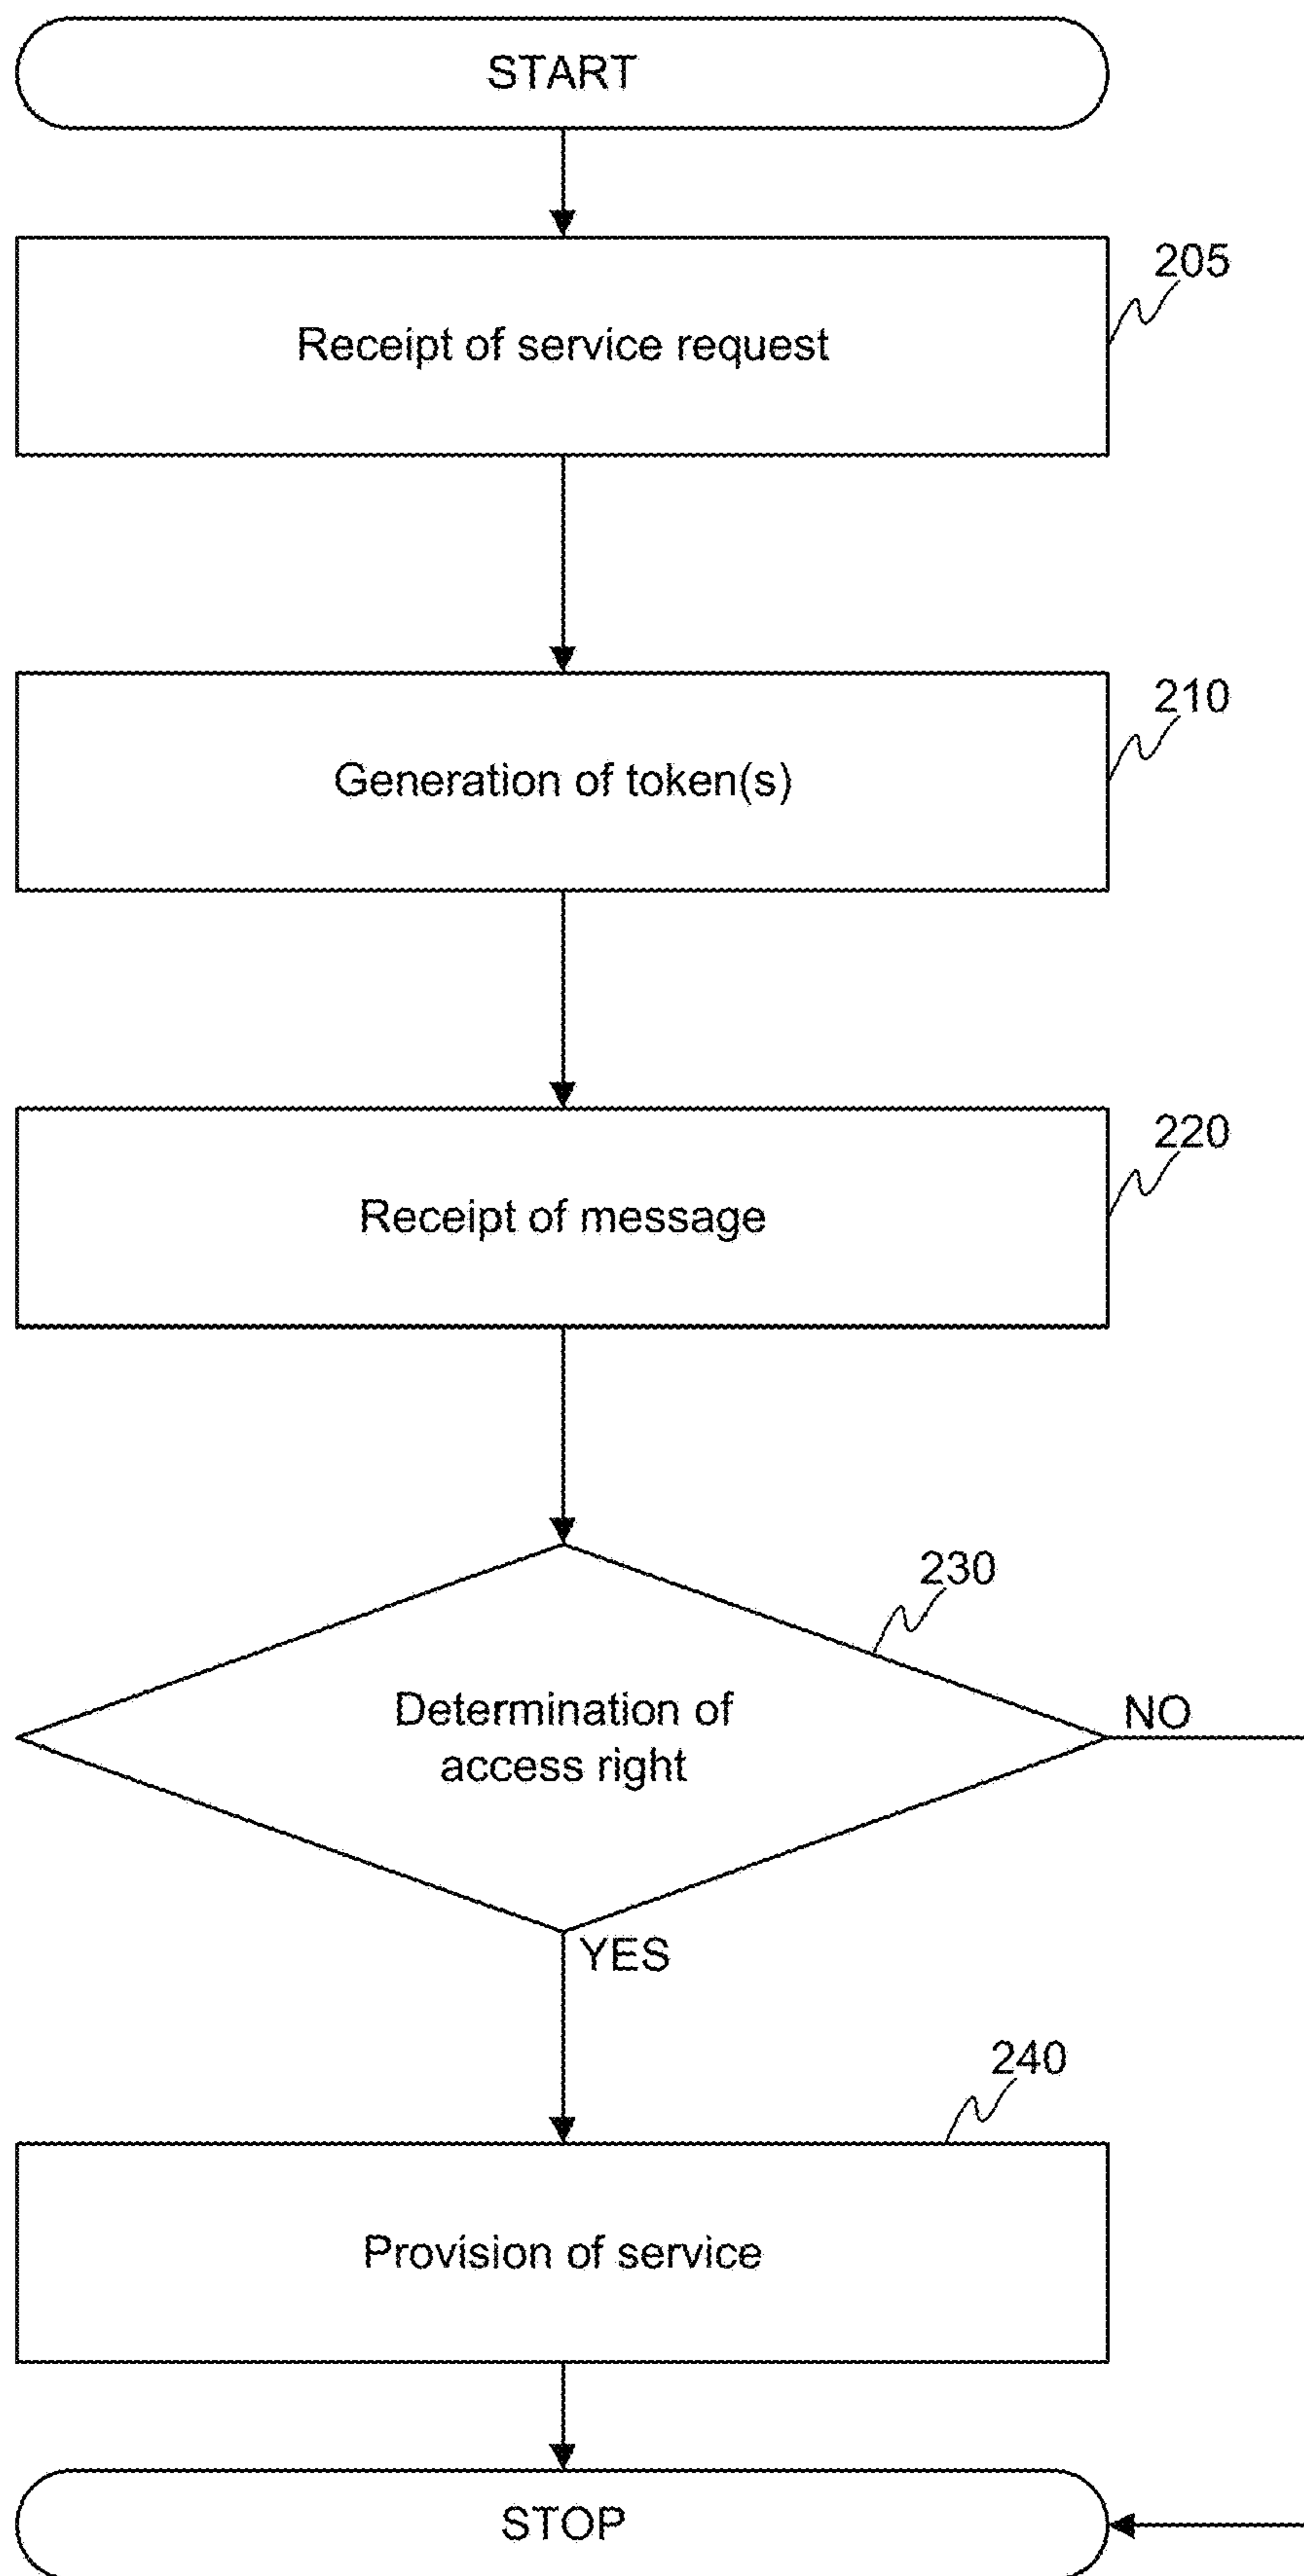 START
205
Receipt of service request
210
Generation of token(s)
220
Receipt of message
230
Determination of
access right
NO
YES
240
Provision of service
STOP